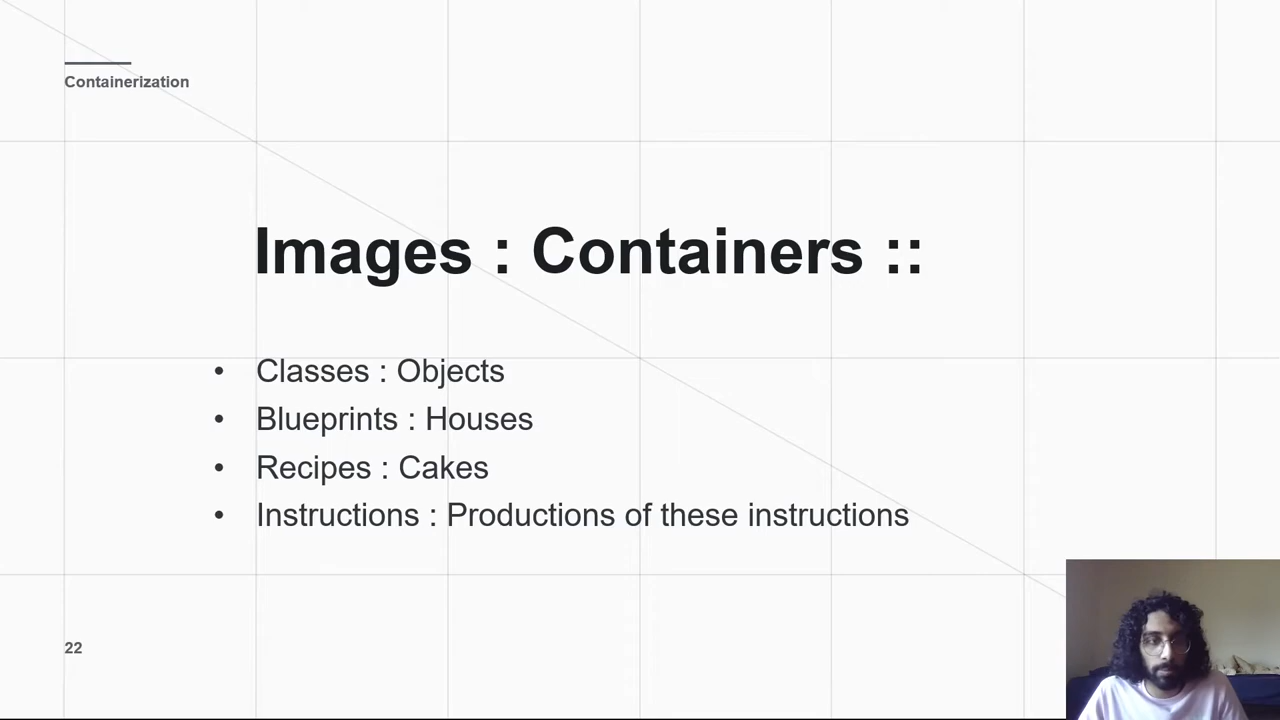 Containerization
Images : Containers ::
• Classes : Objects
• Blueprints : Houses
• Recipes : Cakes
• Instructions : Productions of these instructions
22